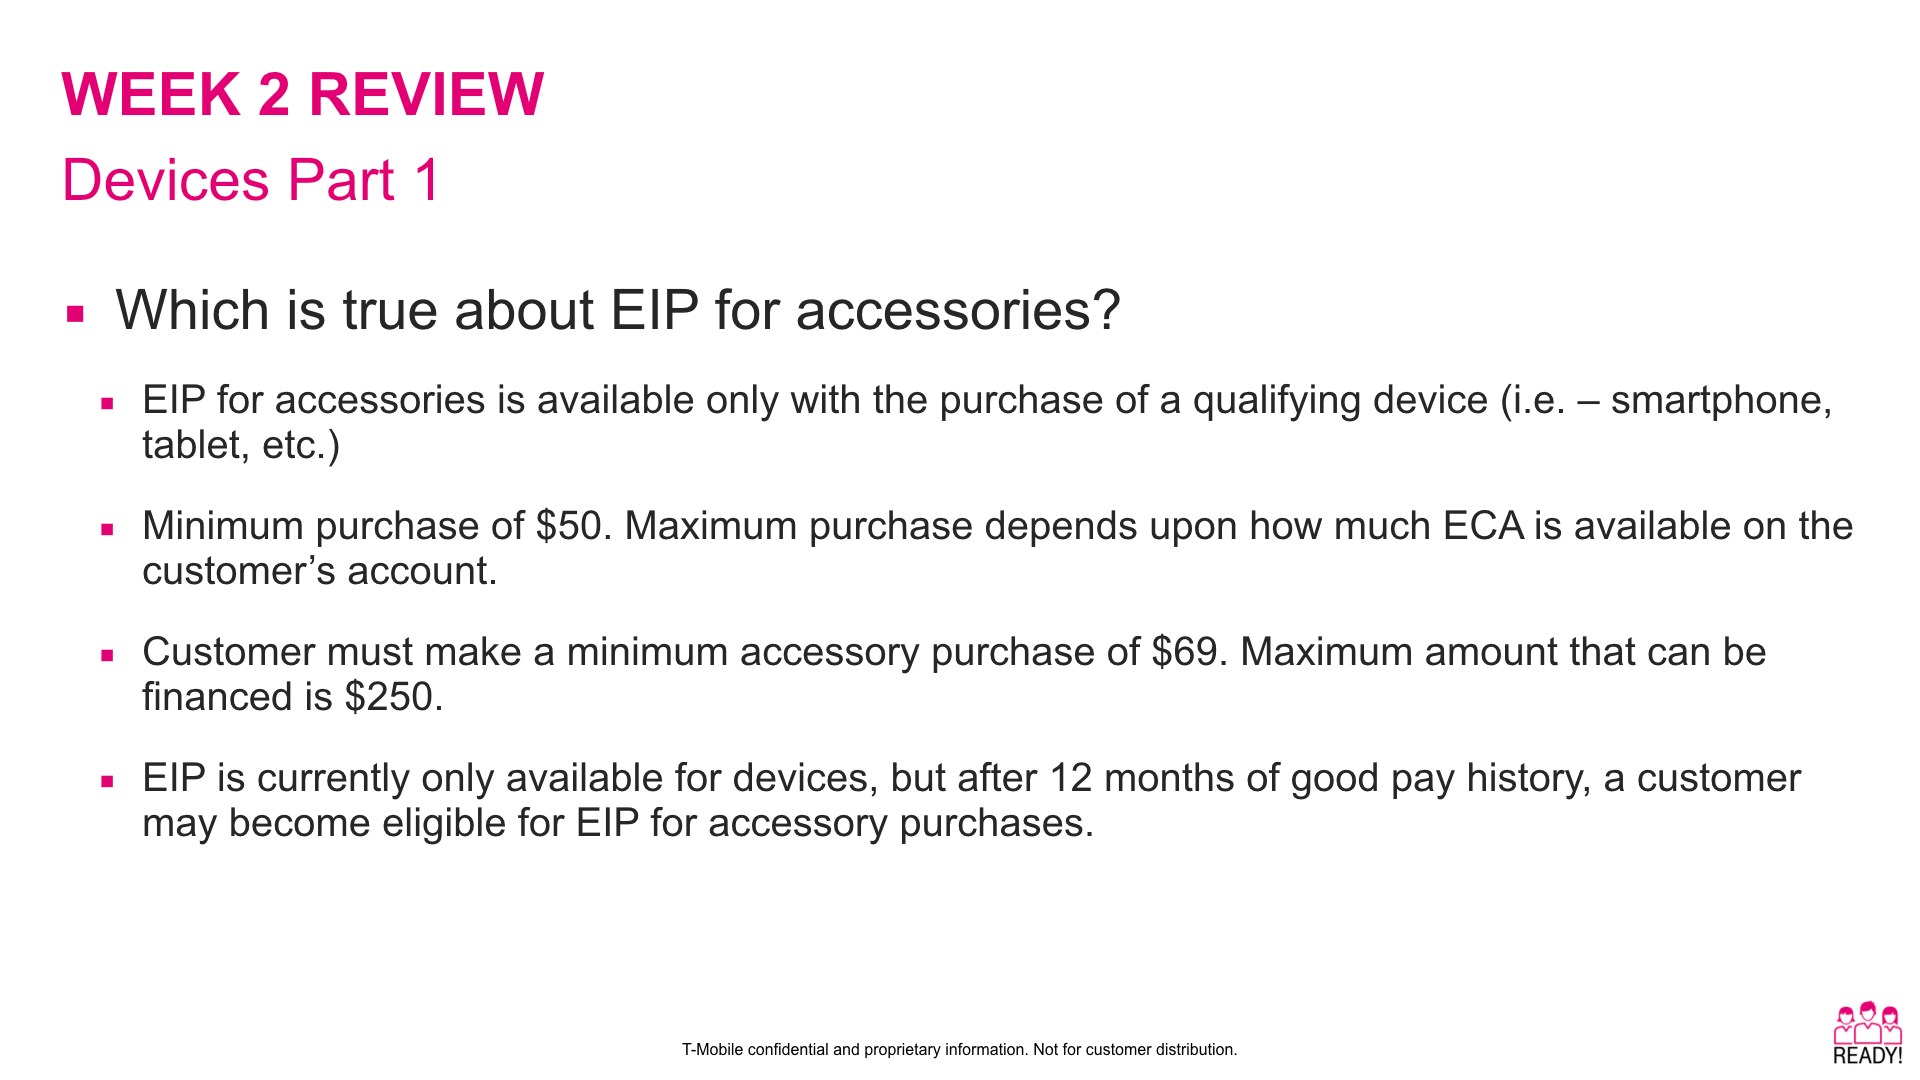 WEEK 2 REVIEW
Devices Part 1
Which is true about EIP for accessories?
EIP for accessories is available only with the purchase of a qualifying device (i.e. – smartphone,
tablet, etc.)
Minimum purchase of $50. Maximum purchase depends upon how much ECA is available on the
customer’s account.
Customer must make a minimum accessory purchase of $69. Maximum amount that can be
financed is $250.
EIP is currently only available for devices, but after 12 months of good pay history, a customer
may become eligible for EIP for accessory purchases.
T-Mobile confidential and proprietary information. Not for customer distribution.
READY!